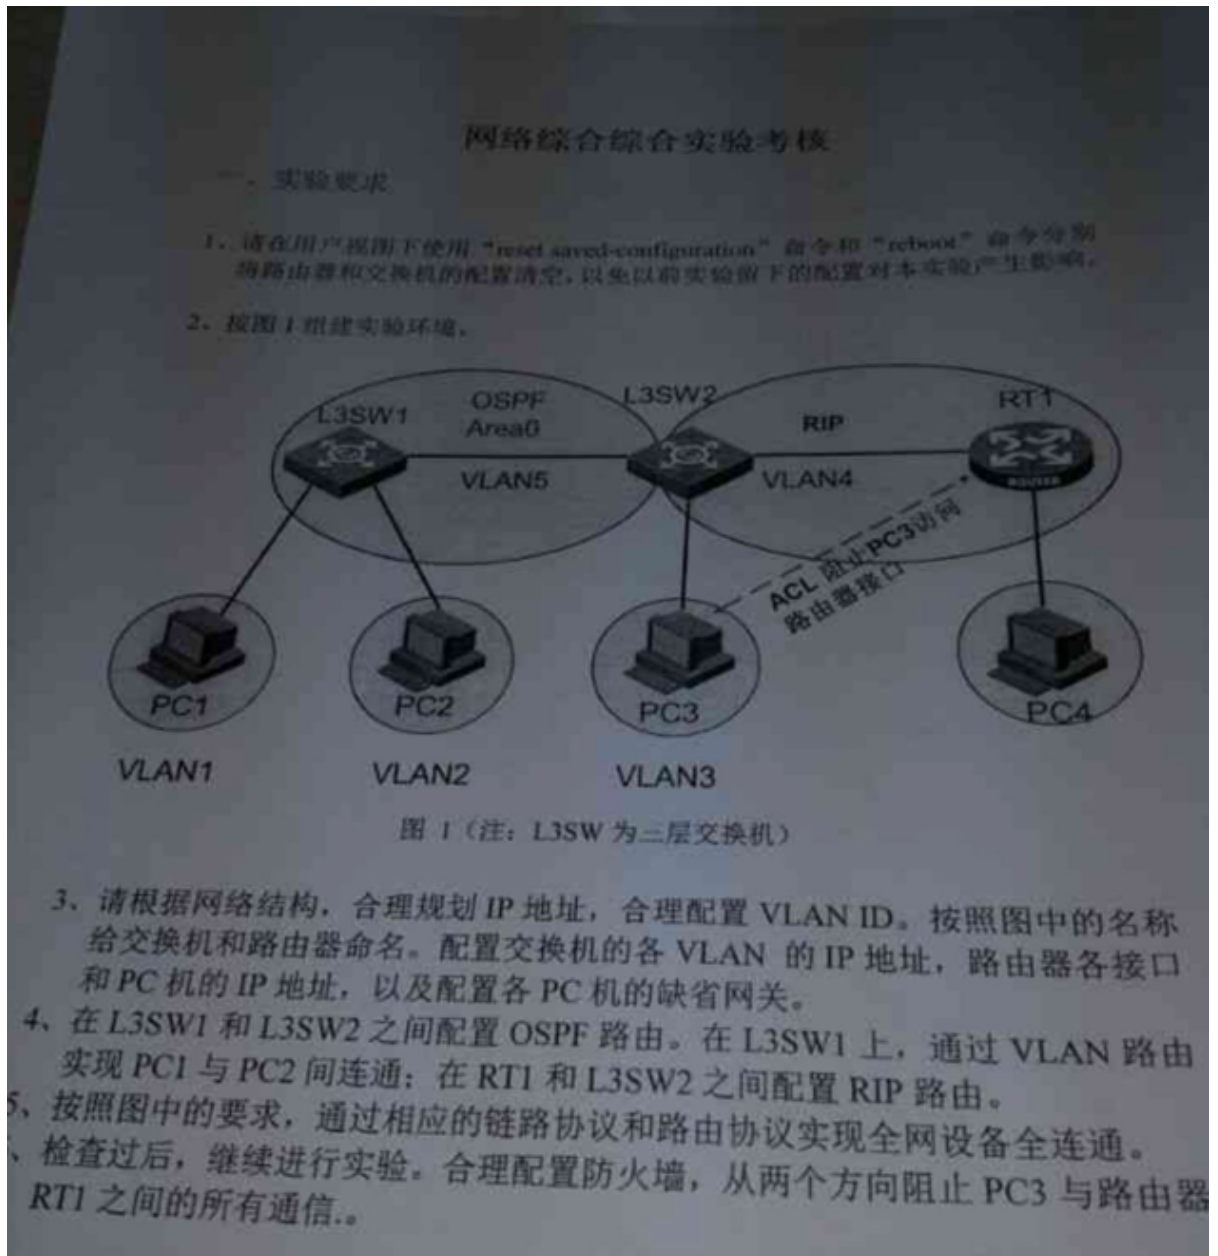 网络综合综合实验考核
一．实验要求
1、请在用户视图下使用“reset saved-configuration”命令和“reboot”命令分别
将路由器和交换机的配置清空，以免以前实验留下的配置对本实验产生影响。
2、按图 1 组建实验环境。
L3SW1
OSPF
Area0
VLAN5
L3SW2
RIP
VLAN4
RT1
ROUTER
ACL 阻止PC3访问
路由器接口
PC1
PC2
PC3
PC4
VLAN1
VLAN2
VLAN3
图 1（注：L3SW 为三层交换机）
3、请根据网络结构，合理规划 IP 地址，合理配置 VLAN ID。按照图中的名称
给交换机和路由器命名。配置交换机的各 VLAN 的 IP 地址，路由器各接口
和 PC 机的 IP 地址，以及配置各 PC 机的缺省网关。
4、在 L3SW1 和 L3SW2 之间配置 OSPF 路由。在 L3SW1 上，通过 VLAN 路由
实现 PC1 与 PC2 间连通；在 RT1 和 L3SW2 之间配置 RIP 路由。
5、按照图中的要求，通过相应的链路协议和路由协议实现全网设备全连通。
、检查过后，继续进行实验。合理配置防火墙，从两个方向阻止 PC3 与路由器
RT1 之间的所有通信.。